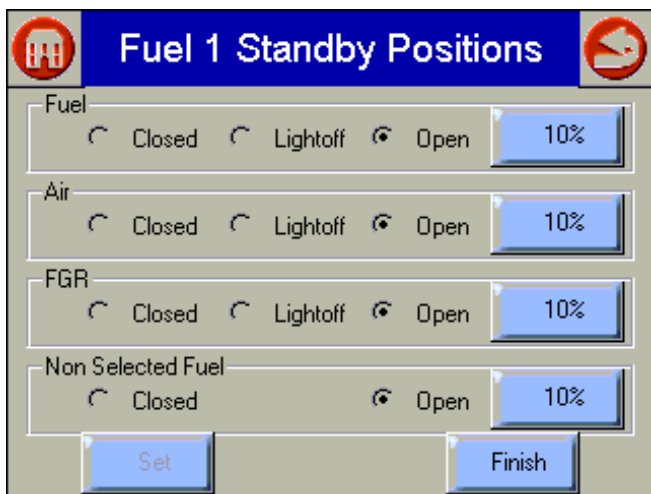 Fuel 1 Standby Positions
Fuel
Closed Lightoff Open 10%
Air
Closed Lightoff Open 10%
FGR
Closed Lightoff Open 10%
Non Selected Fuel
Closed Open 10%
Set Finish